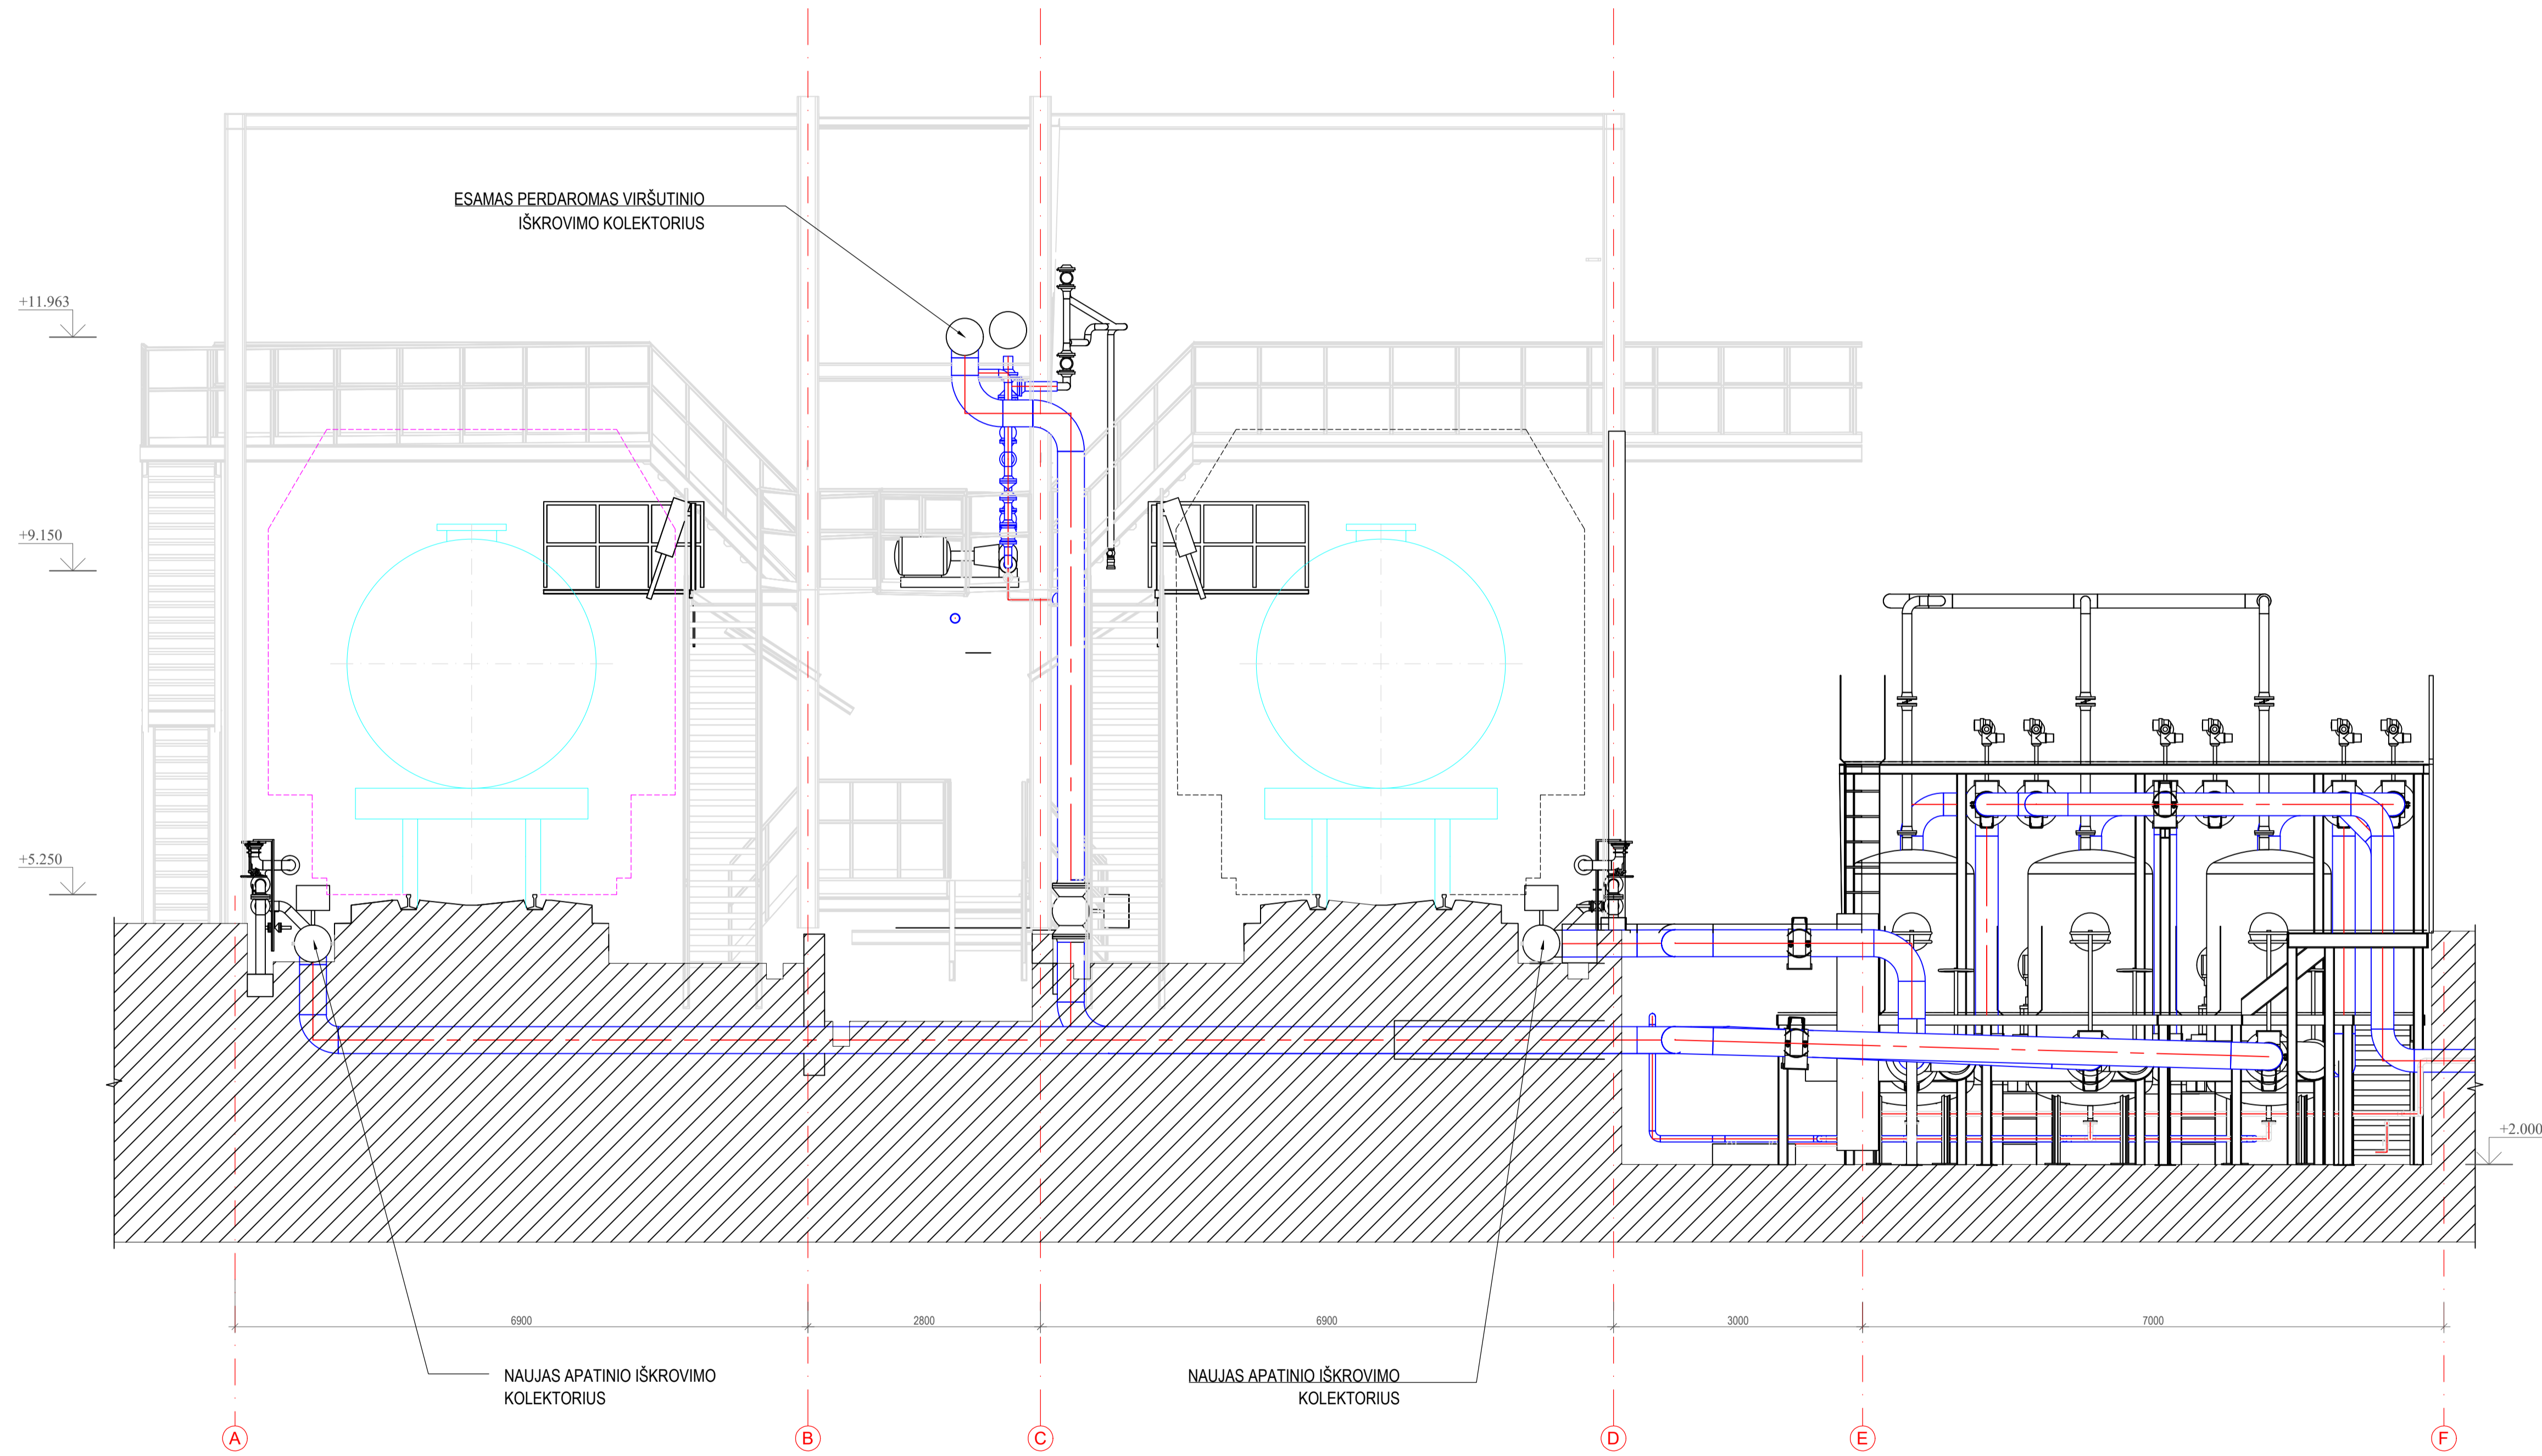 ESAMAS PERDAROMAS VIRŠUTINIO
IŠKROVIMO KOLEKTORIUS
+11.963
+9.150
+5.250
+2.000
6900
2800
6900
3000
7000
NAUJAS APATINIO IŠKROVIMO
KOLEKTORIUS
NAUJAS APATINIO IŠKROVIMO
KOLEKTORIUS
A
B
C
D
E
F